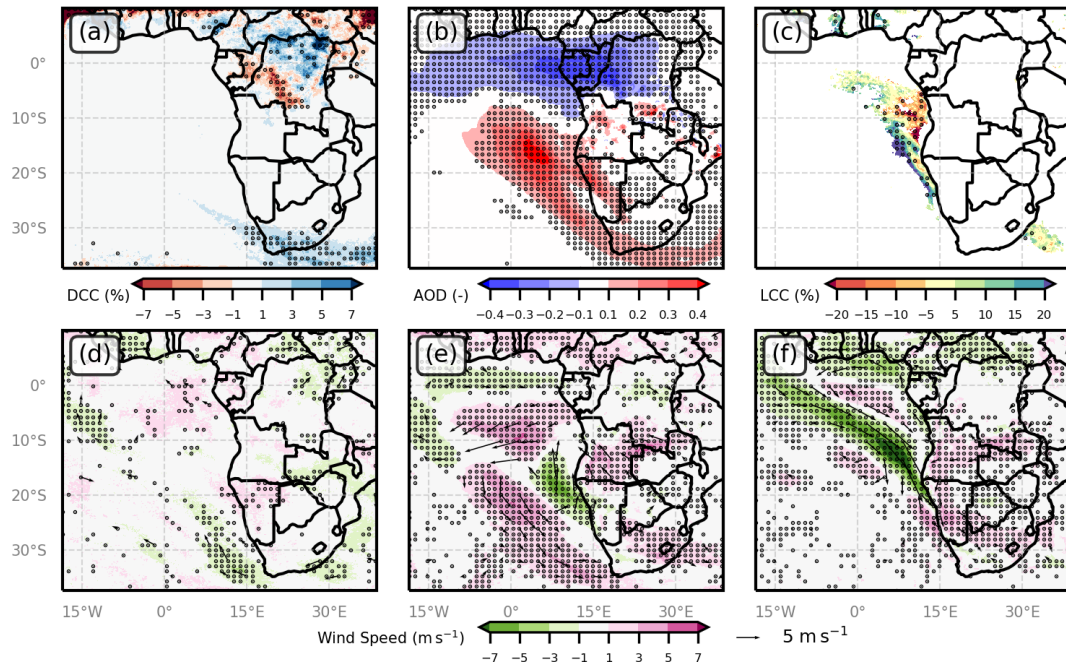 (a) (b) (c)
0°
10°S
20°S
30°S
DCC (%) AOD (-) LCC (%)
−7 −5 −3 −1 1 3 5 7 −0.4 −0.3 −0.2 −0.1 0.1 0.2 0.3 0.4 −20 −15 −10 −5 5 10 15 20
(d) (e) (f)
0°
10°S
20°S
30°S
15°W 0° 15°E 30°E 15°W 0° 15°E 30°E 15°W 0° 15°E 30°E
Wind Speed (m s⁻¹) 5 m s⁻¹
−7 −5 −3 −1 1 3 5 7